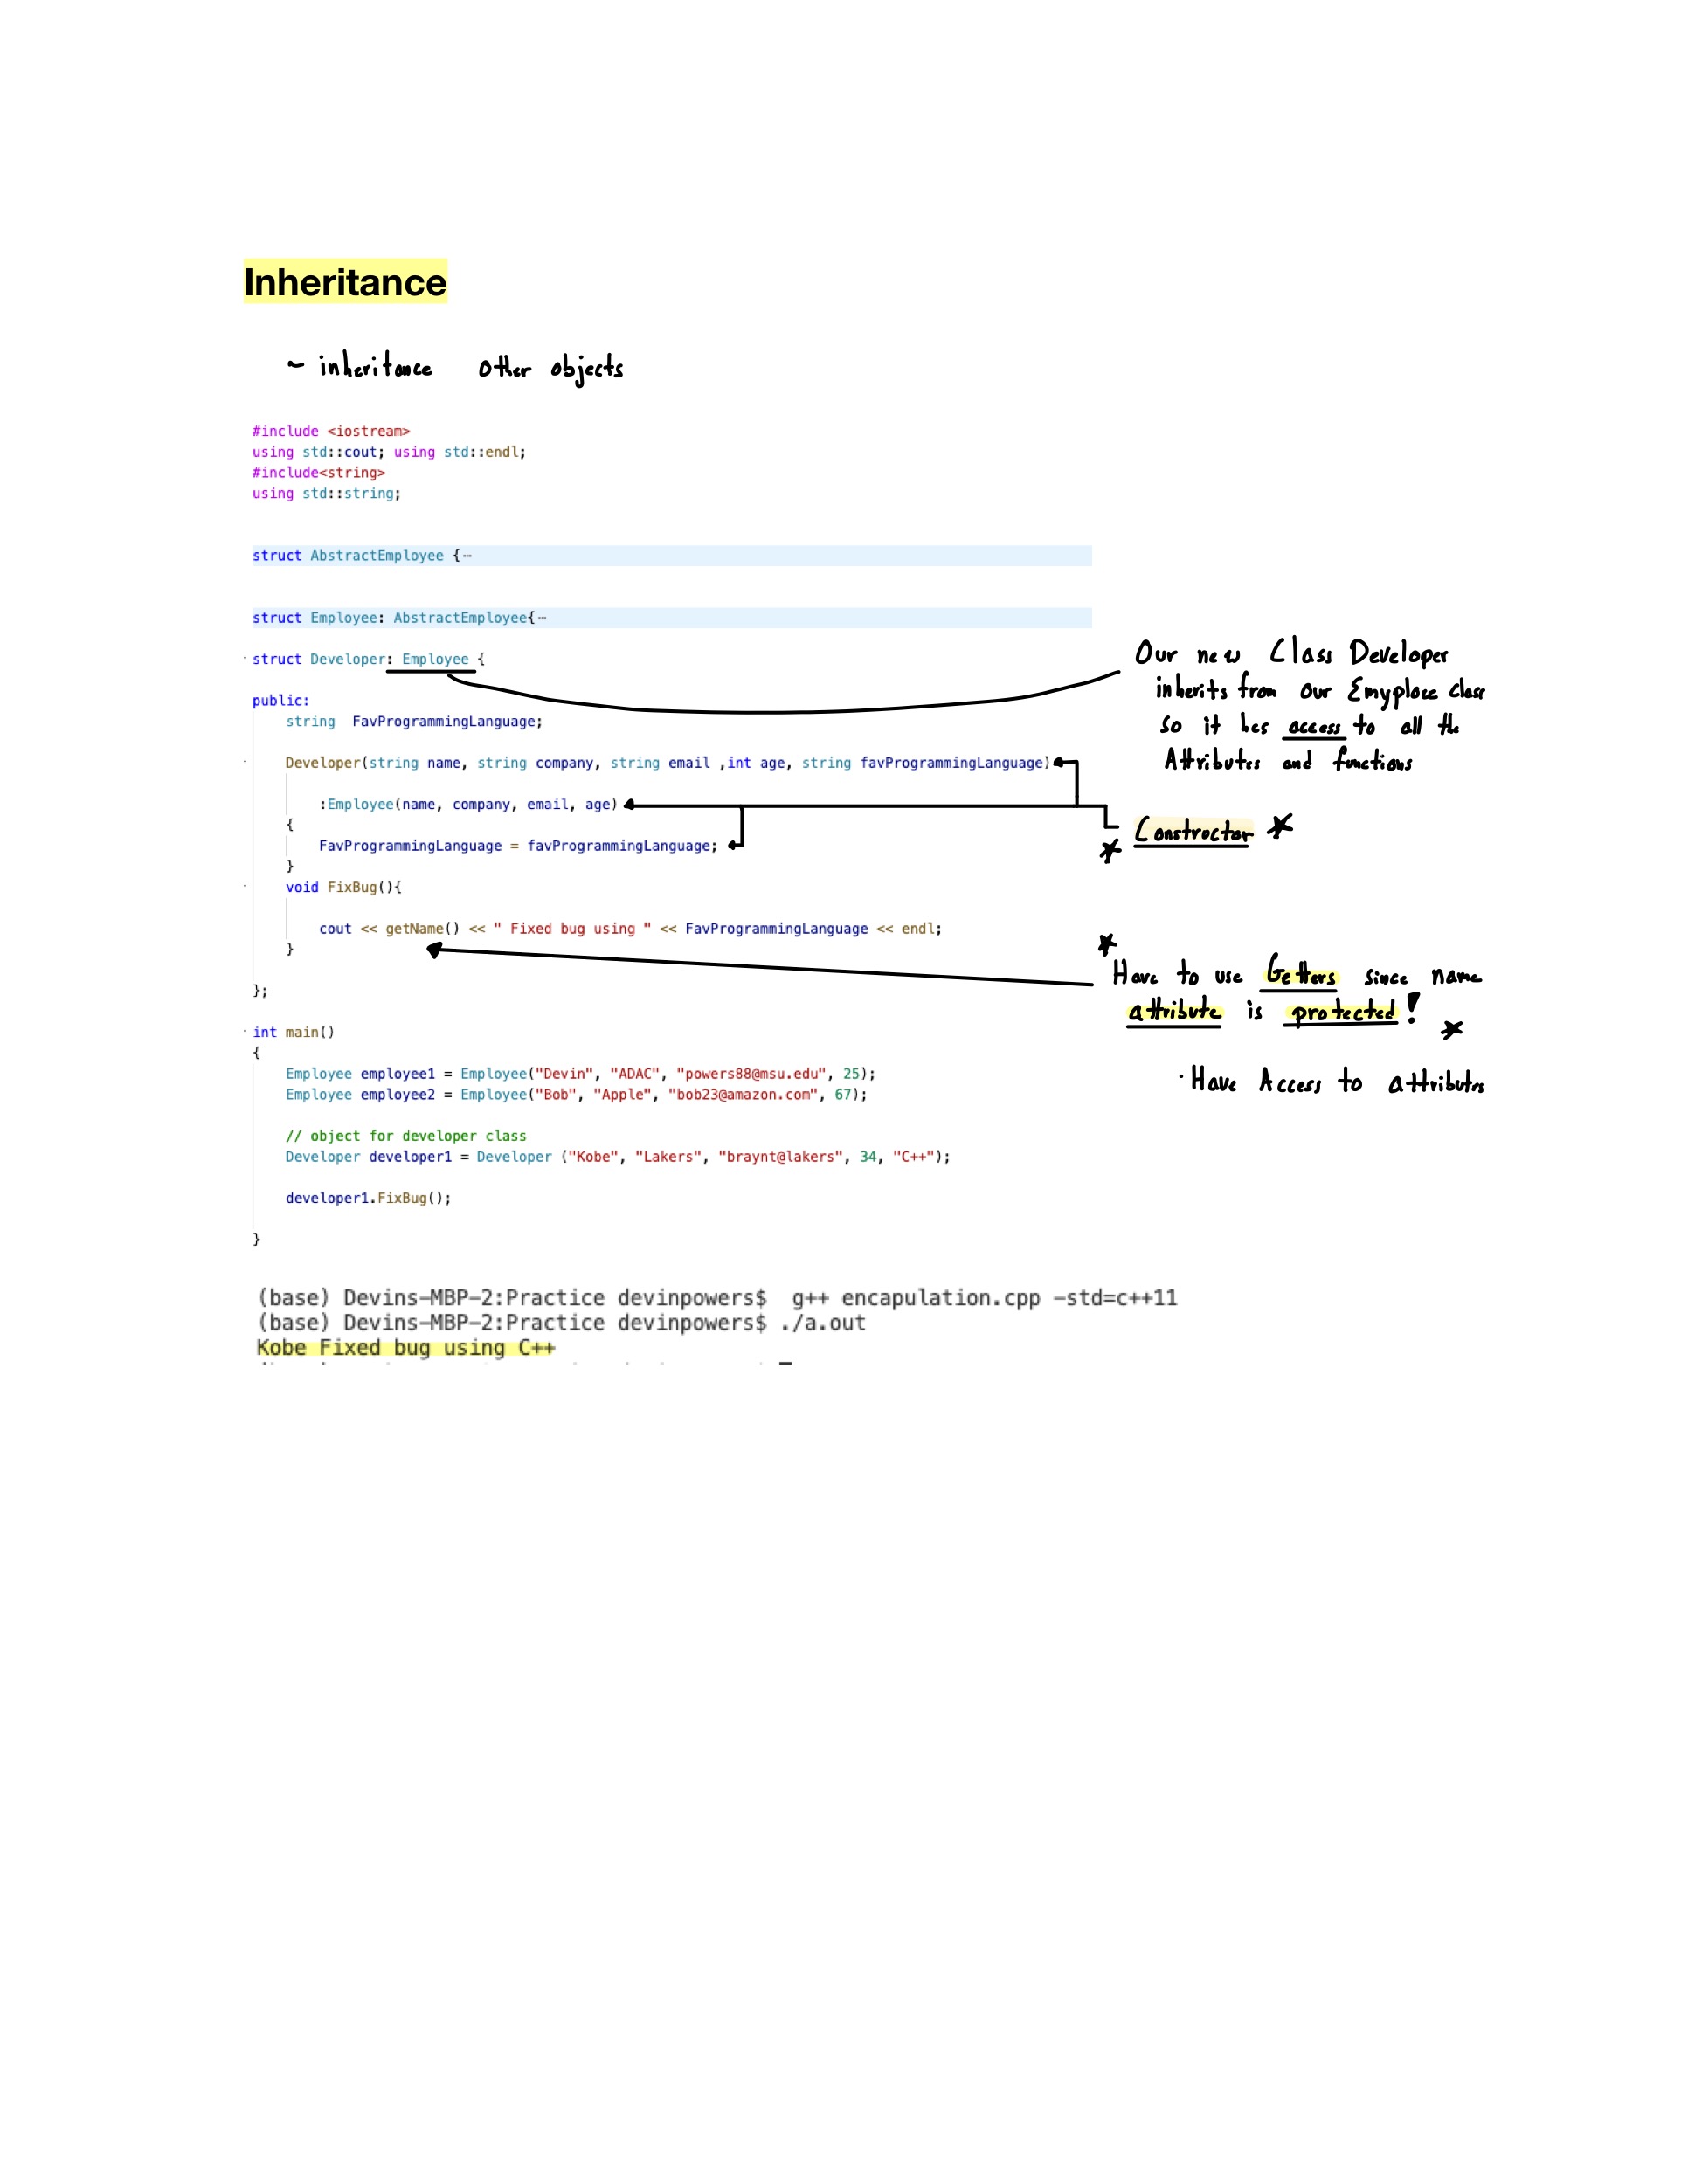 Inheritance
~ inheritance other objects
#include <iostream>
using std::cout; using std::endl;
#include<string>
using std::string;
struct AbstractEmployee {⋯
struct Employee: AbstractEmployee{⋯
struct Developer: Employee {
public:
string  FavProgrammingLanguage;
Developer(string name, string company, string email ,int age, string favProgrammingLanguage)
:Employee(name, company, email, age)
{
FavProgrammingLanguage = favProgrammingLanguage;
}
void FixBug(){
cout << getName() << " Fixed bug using " << FavProgrammingLanguage << endl;
}
};
int main()
{
Employee employee1 = Employee("Devin", "ADAC", "powers88@msu.edu", 25);
Employee employee2 = Employee("Bob", "Apple", "bob23@amazon.com", 67);
// object for developer class
Developer developer1 = Developer ("Kobe", "Lakers", "braynt@lakers", 34, "C++");
developer1.FixBug();
}
Our new Class Developer
inherits from our Emyploee class
so it has access to all the
Attributes and functions
* Constructor *
* Have to use Getters since name
attribute is protected! *
· Have Access to attributes
(base) Devins-MBP-2:Practice devinpowers$  g++ encapulation.cpp -std=c++11
(base) Devins-MBP-2:Practice devinpowers$ ./a.out
Kobe Fixed bug using C++